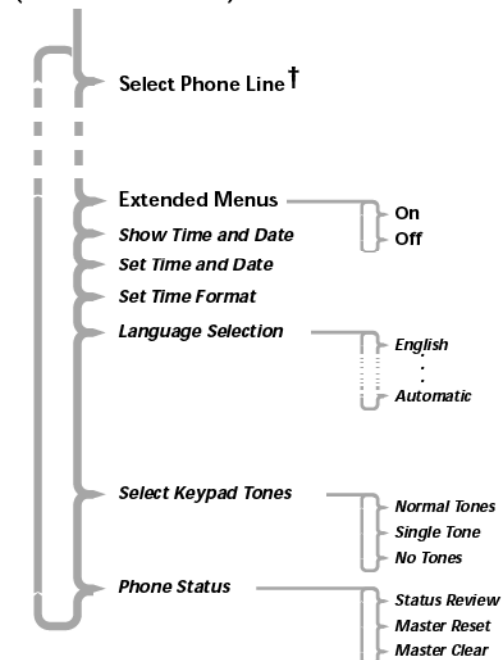 Select Phone Line†
Extended Menus
On
Off
Show Time and Date
Set Time and Date
Set Time Format
Language Selection
English
.
.
.
Automatic
Select Keypad Tones
Normal Tones
Single Tone
No Tones
Phone Status
Status Review
Master Reset
Master Clear